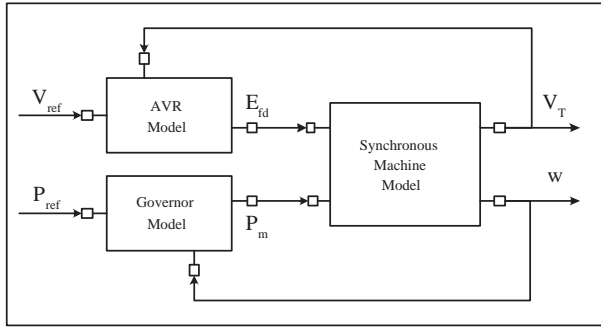 V_ref
AVR
Model
E_fd
Synchronous
Machine
Model
V_T
P_ref
Governor
Model
P_m
w